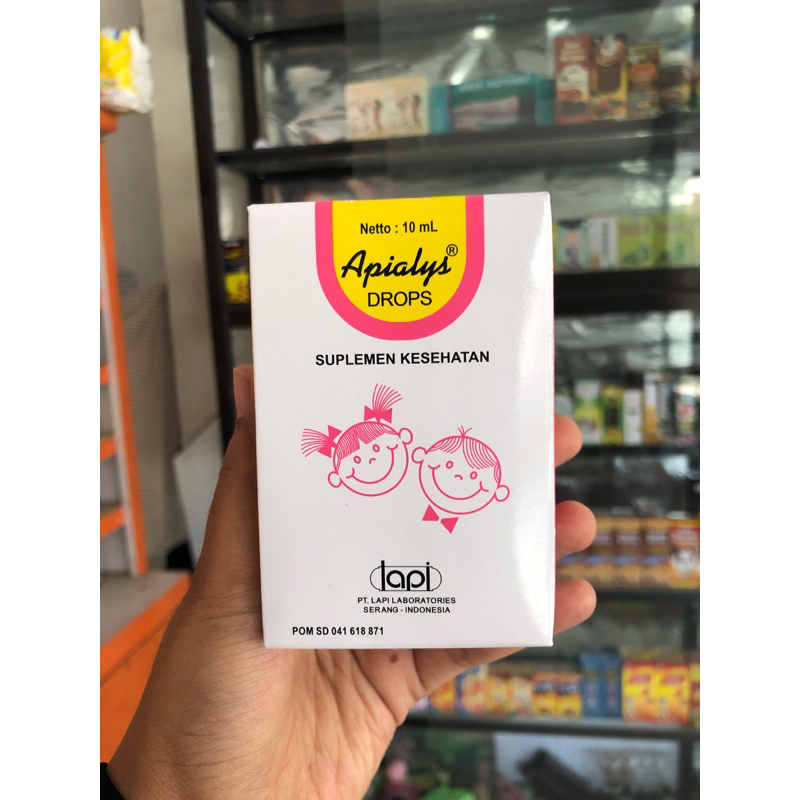 Netto : 10 mL
Apialys®
DROPS
SUPLEMEN KESEHATAN
lapi
PT. LAPI LABORATORIES
SERANG - INDONESIA
POM SD 041 618 871